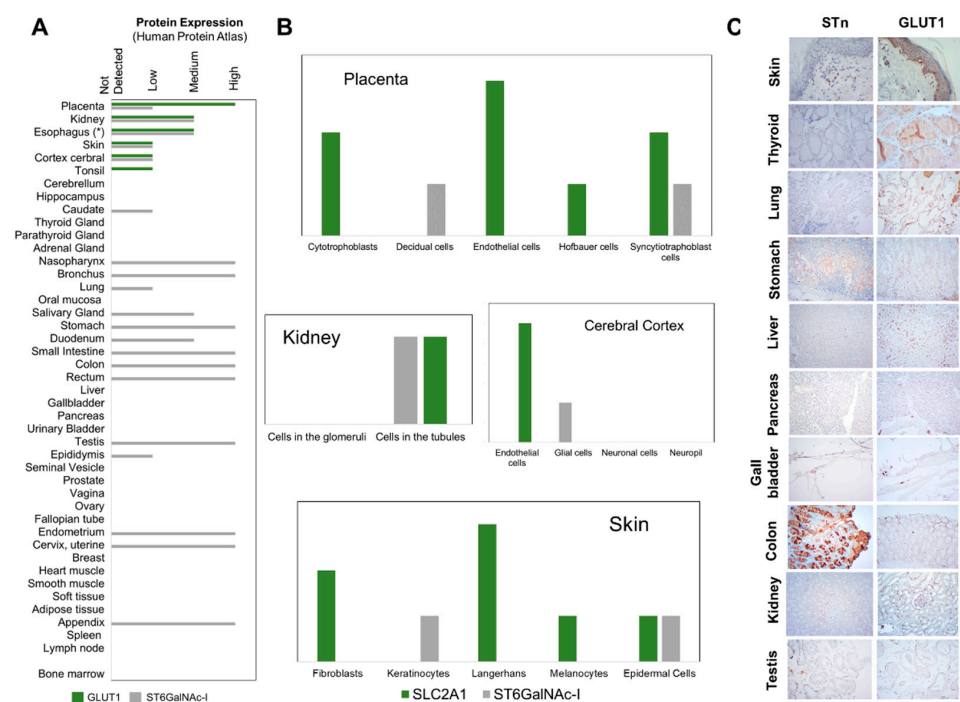 A
Protein Expression
(Human Protein Atlas)
Not
Detected
Low
Medium
High
Placenta
Kidney
Esophagus (*)
Skin
Cortex cerbral
Tonsil
Cerebrellum
Hippocampus
Caudate
Thyroid Gland
Parathyroid Gland
Adrenal Gland
Nasopharynx
Bronchus
Lung
Oral mucosa
Salivary Gland
Stomach
Duodenum
Small Intestine
Colon
Rectum
Liver
Gallbladder
Pancreas
Urinary Bladder
Testis
Epididymis
Seminal Vesicle
Prostate
Vagina
Ovary
Fallopian tube
Endometrium
Cervix, uterine
Breast
Heart muscle
Smooth muscle
Soft tissue
Adipose tissue
Appendix
Spleen
Lymph node
Bone marrow
GLUT1 ST6GalNAc-I
B
Placenta
Cytotrophoblasts Decidual cells Endothelial cells Hofbauer cells Syncytiotraphoblast
cells
Kidney
Cells in the glomeruli Cells in the tubules
Cerebral Cortex
Endothelial Glial cells Neuronal cells Neuropil
cells
Skin
Fibroblasts Keratinocytes Langerhans Melanocytes Epidermal Cells
SLC2A1 ST6GalNAc-I
C
STn GLUT1
Skin
Thyroid
Lung
Stomach
Liver
Pancreas
Gall
bladder
Colon
Kidney
Testis